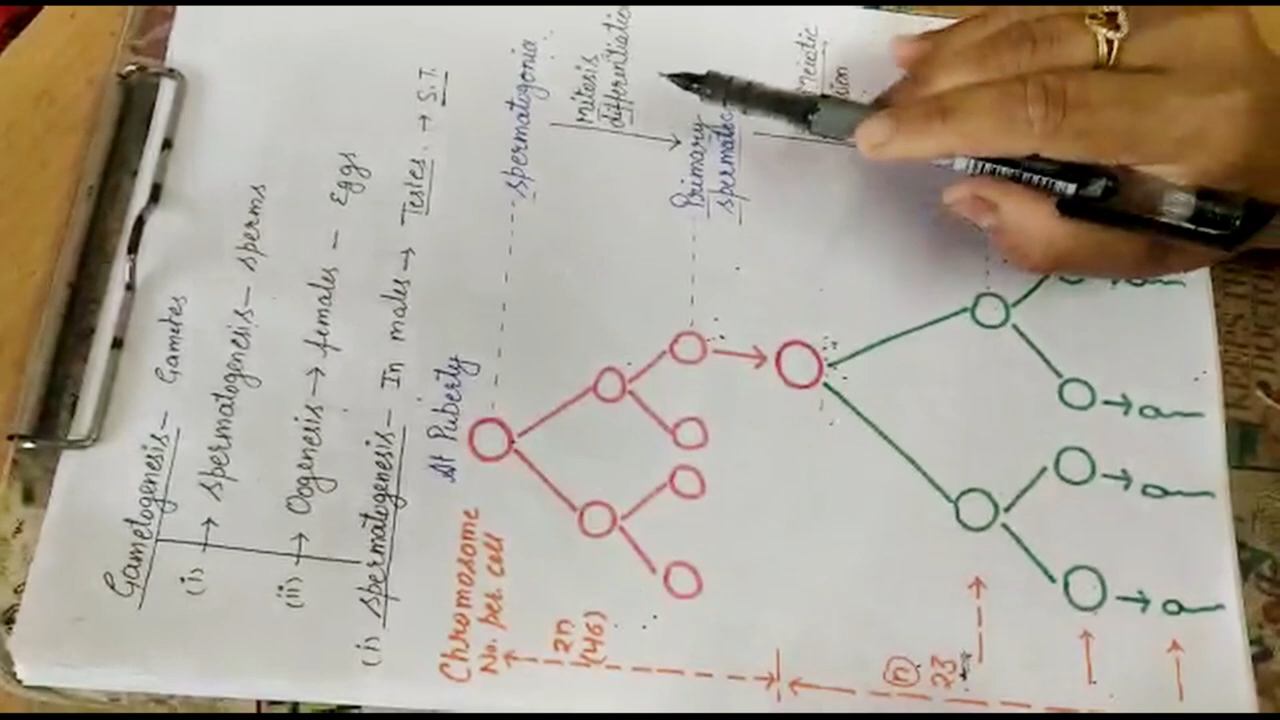 Gametogenesis – Gametes
(i) → spermatogenesis – sperms
(ii) → Oogenesis → females – Eggs
(i) spermatogenesis – In males → Testes. → S.T.
At Puberty
spermatogonia
Mitosis
differentiation
Primary
Chromosome
No. per. cell
2n
(46)
Meiotic
(n)
23